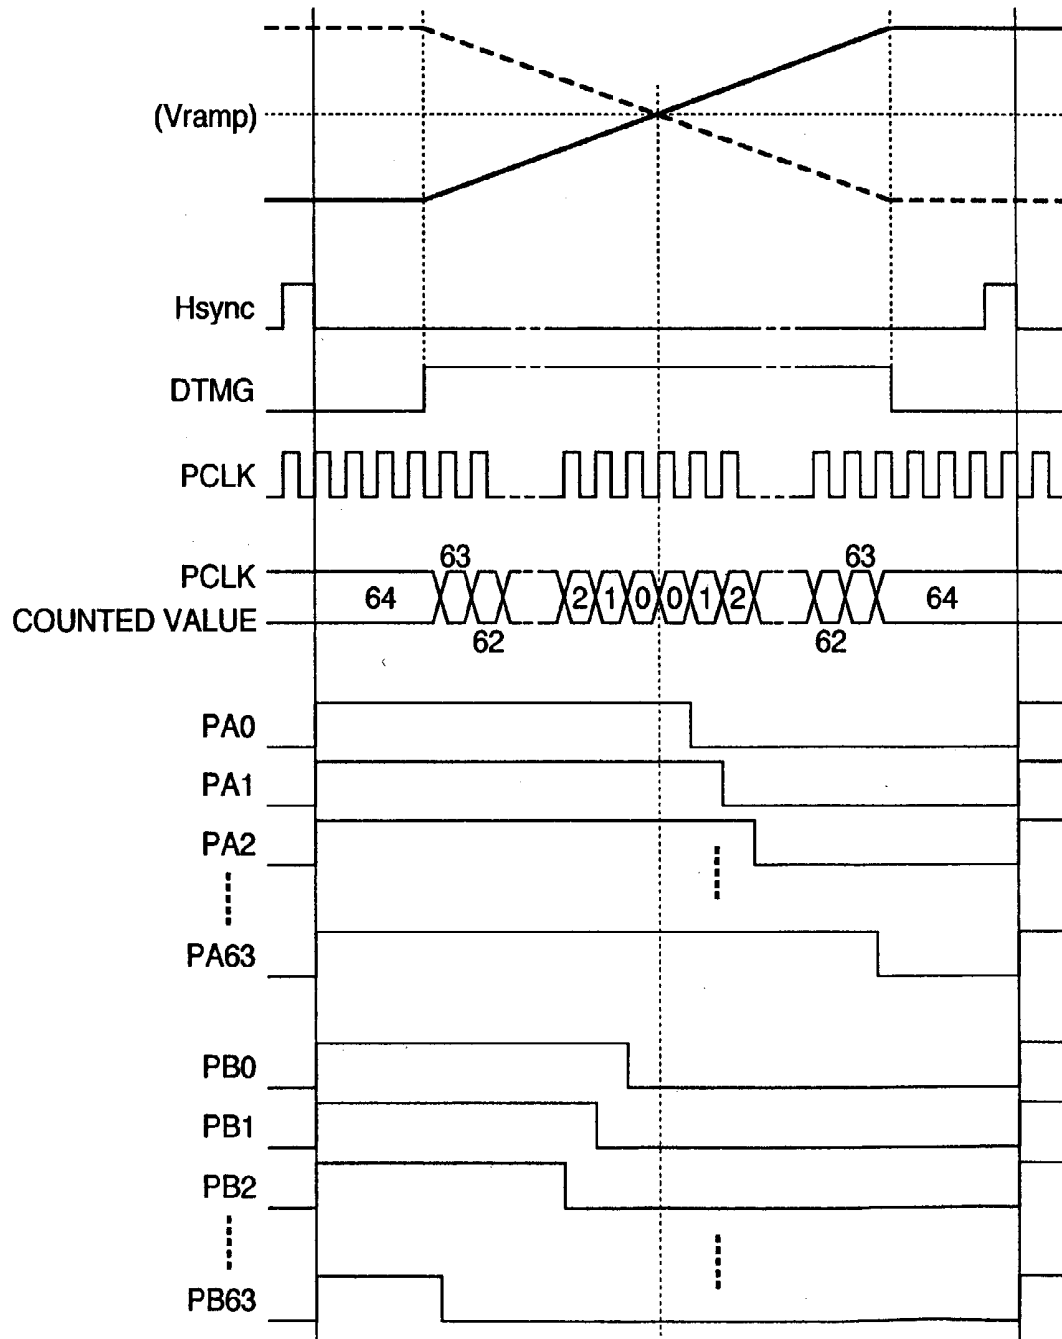 (Vramp)
Hsync
DTMG
PCLK
63 63
PCLK
COUNTED VALUE
64 2 1 0 0 1 2 64
62 62
PA0
PA1
PA2
PA63
PB0
PB1
PB2
PB63